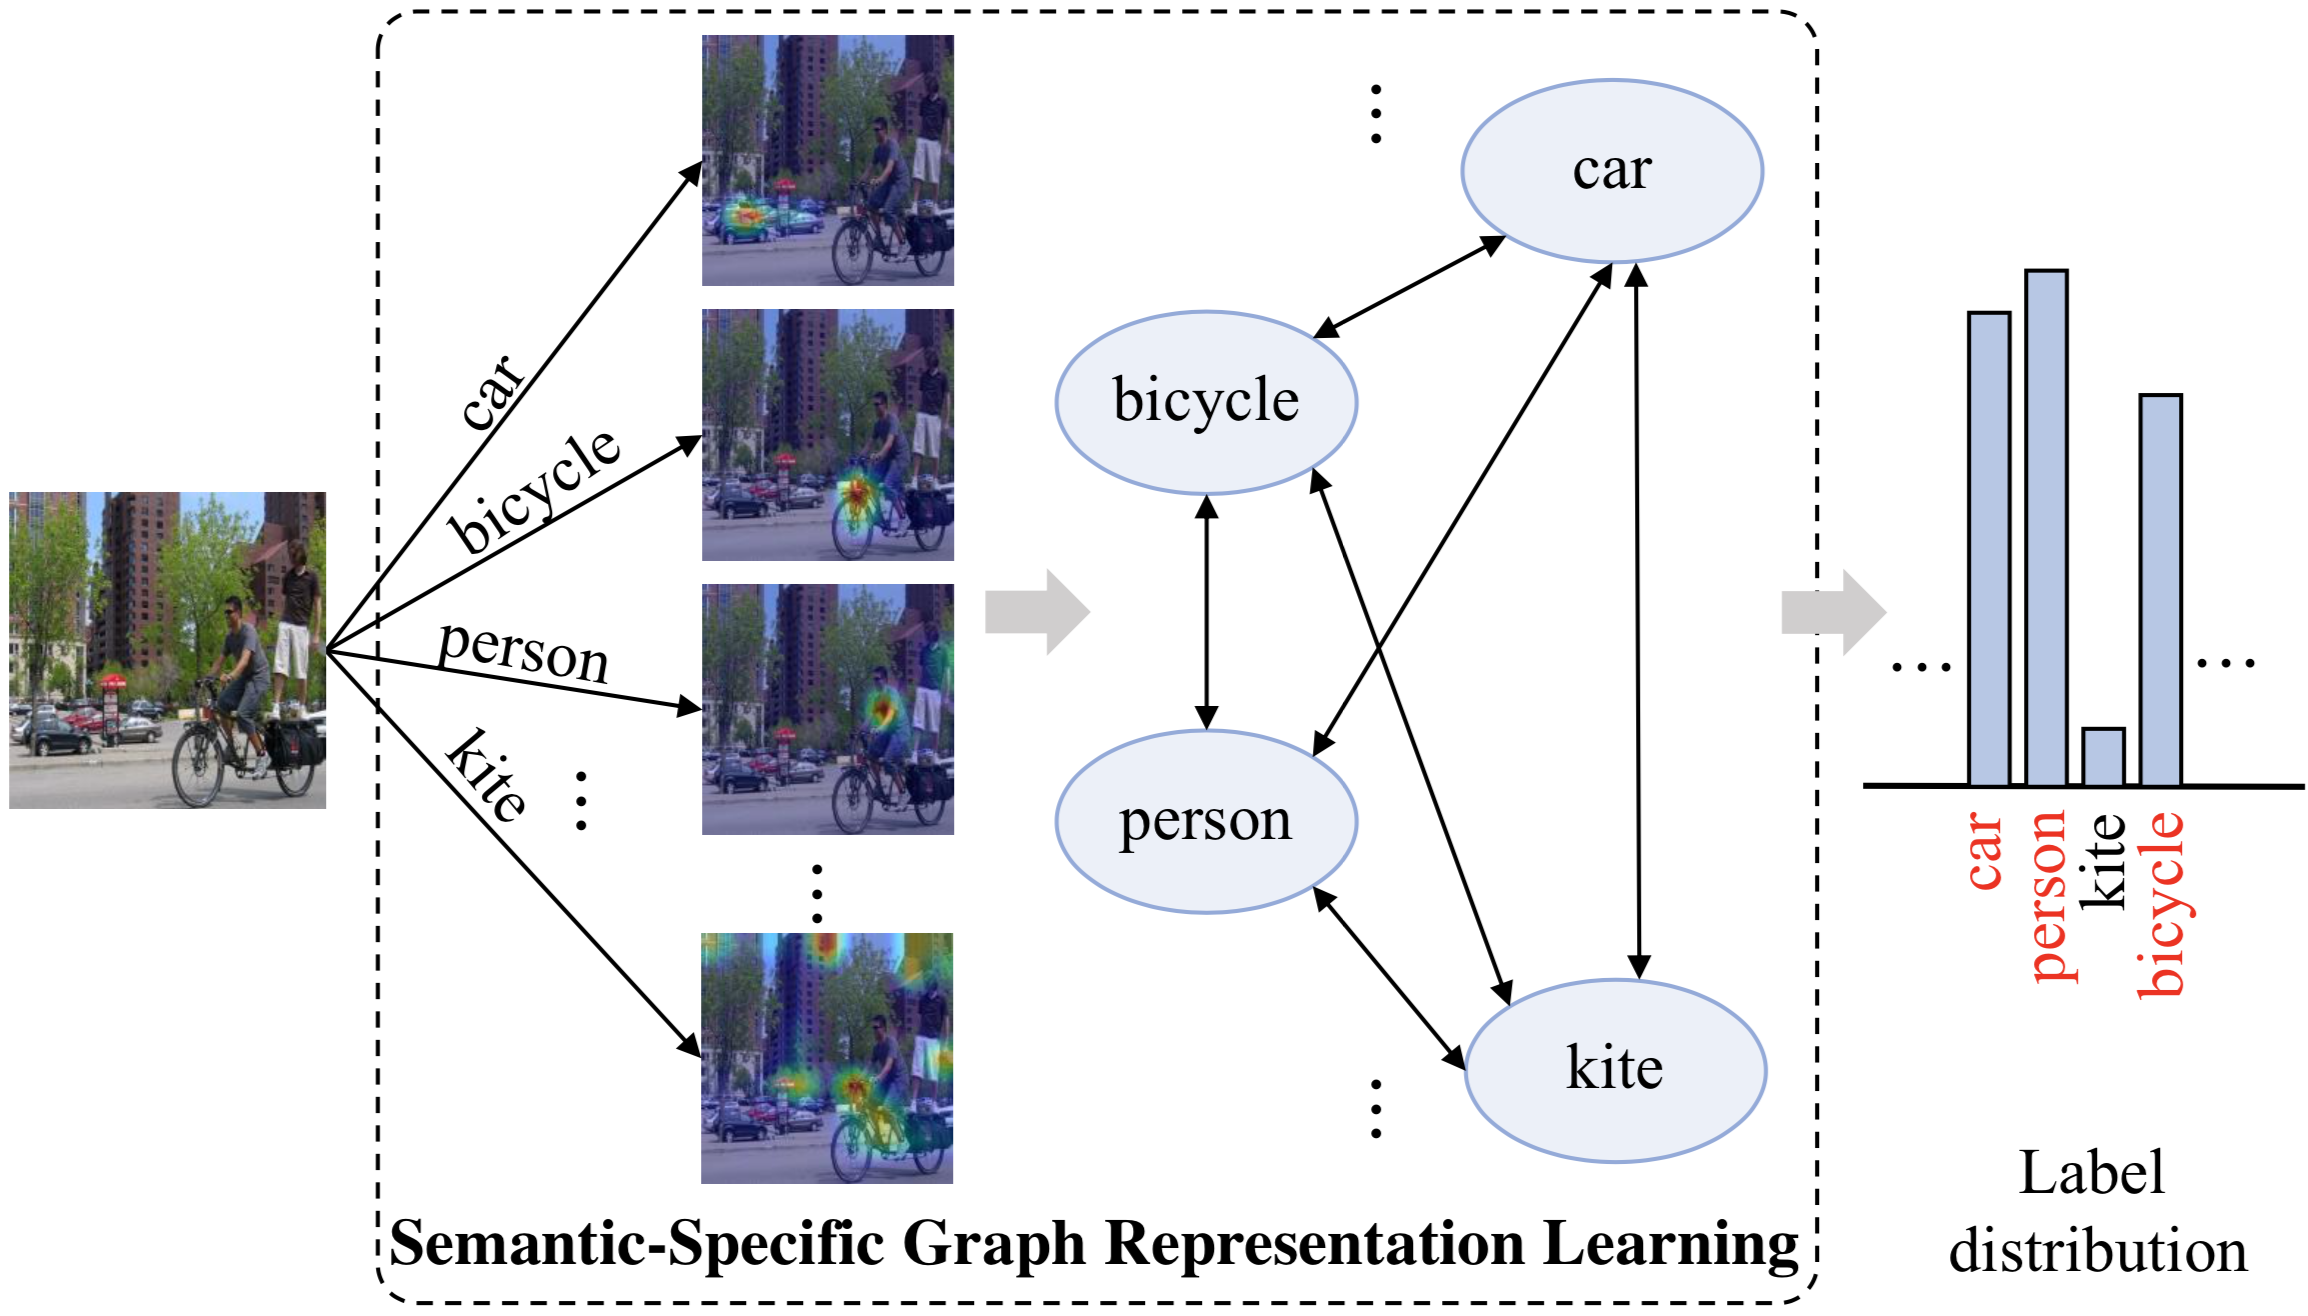 car
bicycle
person
kite
car
bicycle
person
kite
car
person
kite
bicycle
Label
distribution
Semantic-Specific Graph Representation Learning